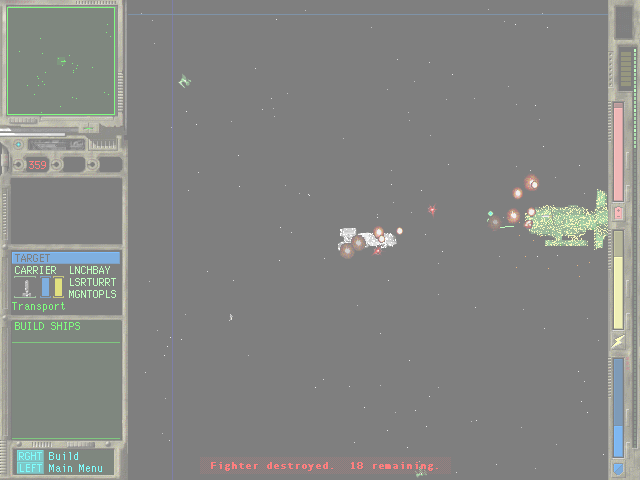 359
TARGET
CARRIER LNCHBAY
LSRTURRT
MGNTOPLS
Transport
BUILD SHIPS
RGHT Build
LEFT Main Menu
Fighter destroyed. 18 remaining.